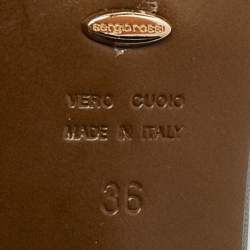 sergio rossi
VERO CUOIO
MADE IN ITALY
36